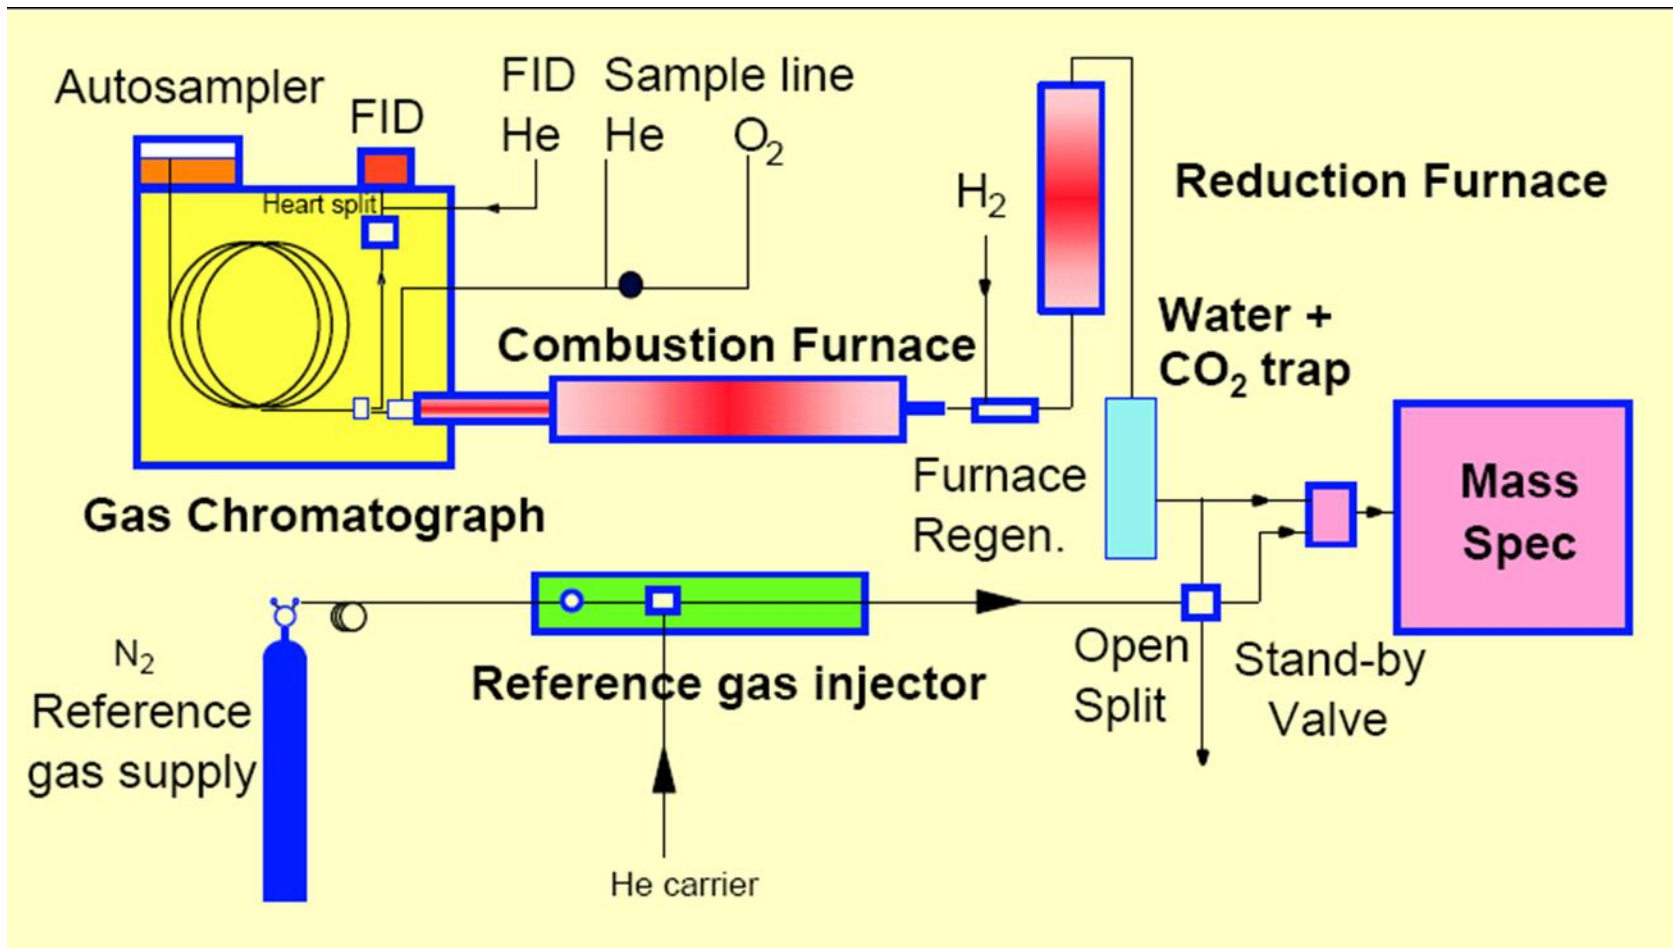 Autosampler
FID
FID Sample line
He He O₂
Heart split
H₂
Reduction Furnace
Water +
CO₂ trap
Combustion Furnace
Gas Chromatograph
Furnace
Regen.
Mass
Spec
N₂
Reference
gas supply
Reference gas injector
Open
Split
Stand-by
Valve
He carrier